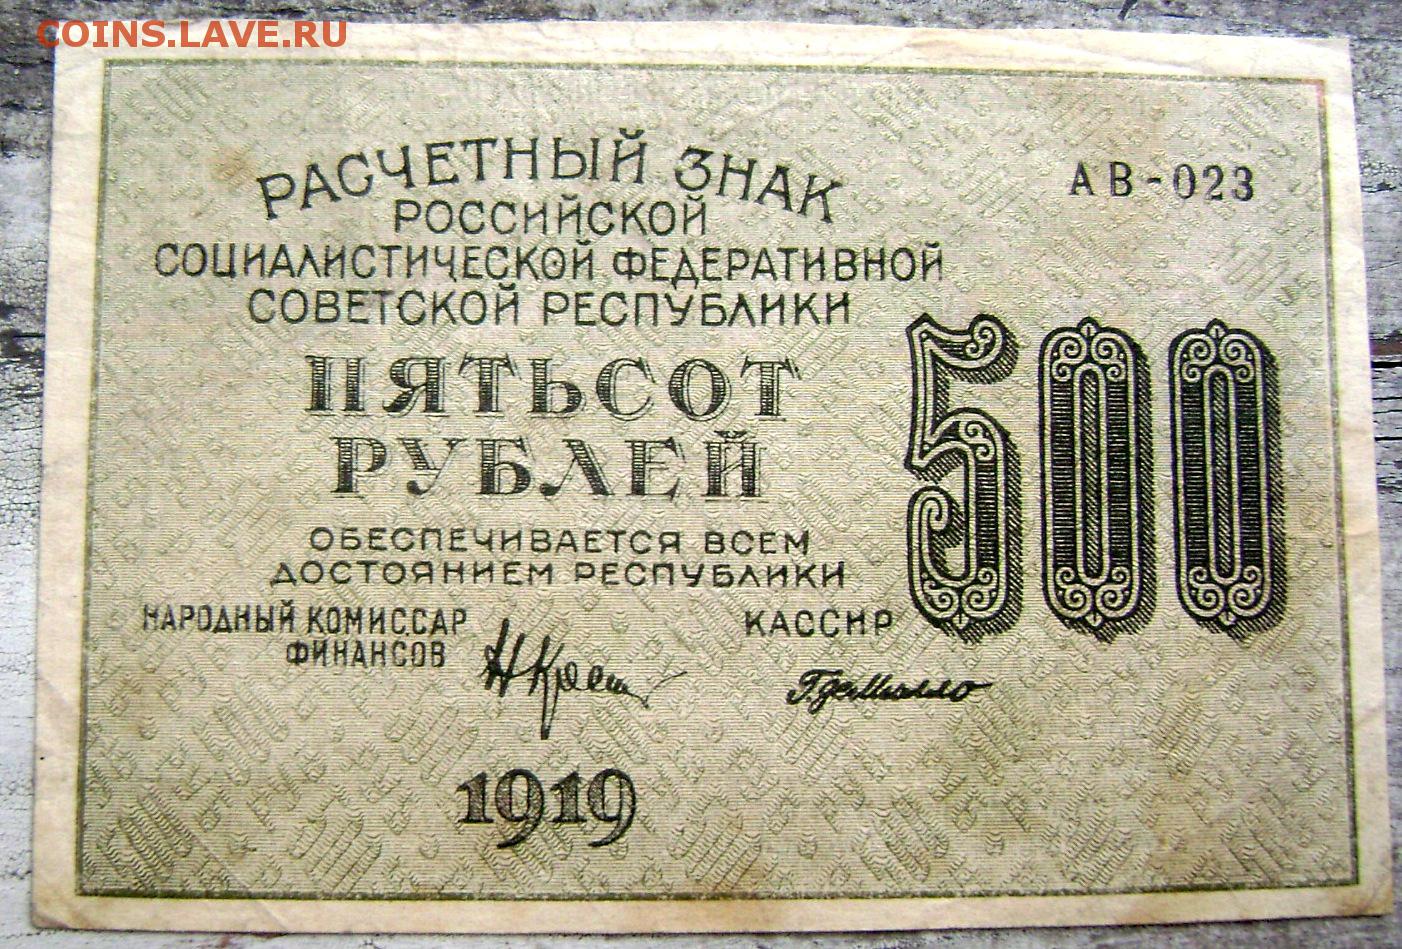 COINS.LAVE.RU
РАСЧЕТНЫЙ ЗНАК
АВ-023
РОССИЙСКОЙ
СОЦИАЛИСТИЧЕСКОЙ ФЕДЕРАТИВНОЙ
СОВЕТСКОЙ РЕСПУБЛИКИ
ПЯТЬСОТ
РУБЛЕЙ
500
ОБЕСПЕЧИВАЕТСЯ ВСЕМ
ДОСТОЯНИЕМ РЕСПУБЛИКИ
НАРОДНЫЙ КОМИССАР
ФИНАНСОВ
КАССИР
Г.деМилло
1919